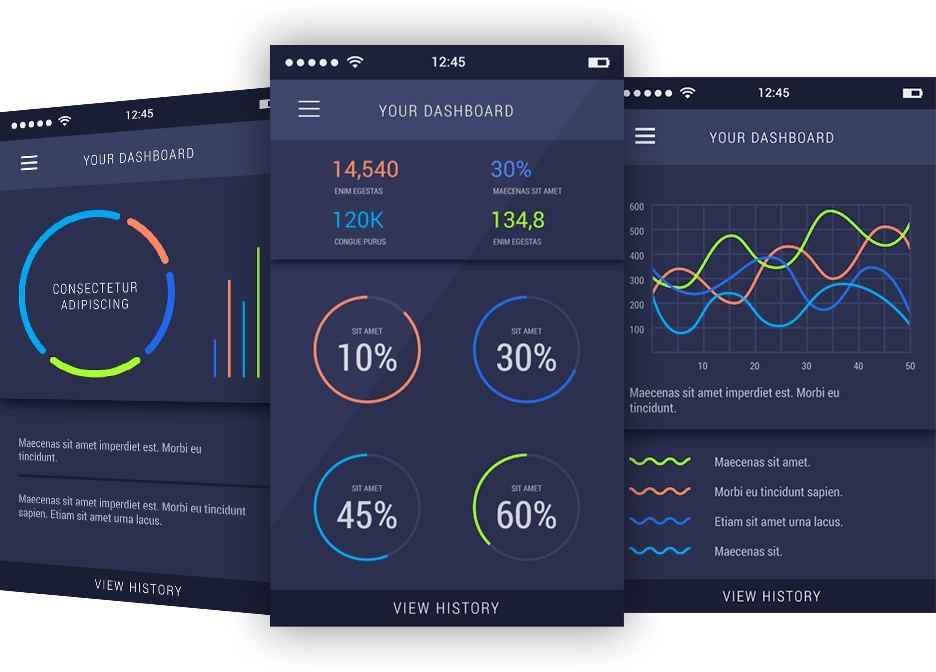 12:45
YOUR DASHBOARD
CONSECTETUR
ADIPISCING
Maecenas sit amet imperdiet est. Morbi eu
tincidunt.
Maecenas sit amet imperdiet est. Morbi eu tincidunt
sapien. Etiam sit amet urna lacus.
VIEW HISTORY
12:45
YOUR DASHBOARD
14,540
ENIM EGESTAS
30%
MAECENAS SIT AMET
120K
CONGUE PURUS
134,8
ENIM EGESTAS
SIT AMET
10%
SIT AMET
30%
SIT AMET
45%
SIT AMET
60%
VIEW HISTORY
12:45
YOUR DASHBOARD
600
500
400
300
200
100
10 20 30 40 50
Maecenas sit amet imperdiet est. Morbi eu
tincidunt.
Maecenas sit amet.
Morbi eu tincidunt sapien.
Etiam sit amet urna lacus.
Maecenas sit.
VIEW HISTORY